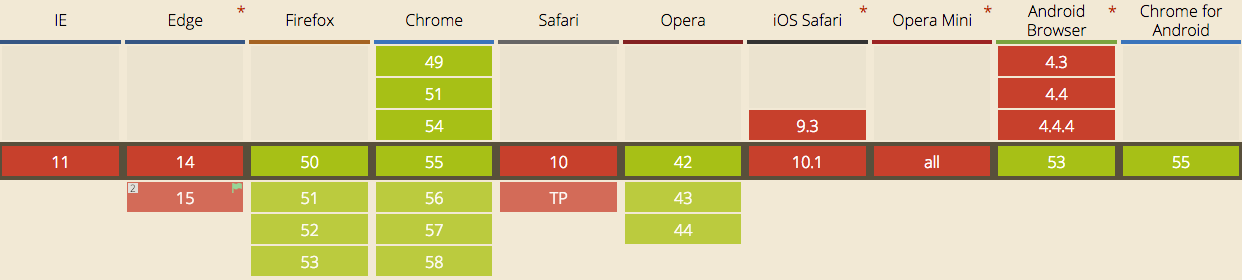 IE Edge * Firefox Chrome Safari Opera iOS Safari * Opera Mini * Android Browser * Chrome for Android
49 4.3
51 4.4
54 9.3 4.4.4
11 14 50 55 10 42 10.1 all 53 55
2 15 51 56 TP 43
52 57 44
53 58